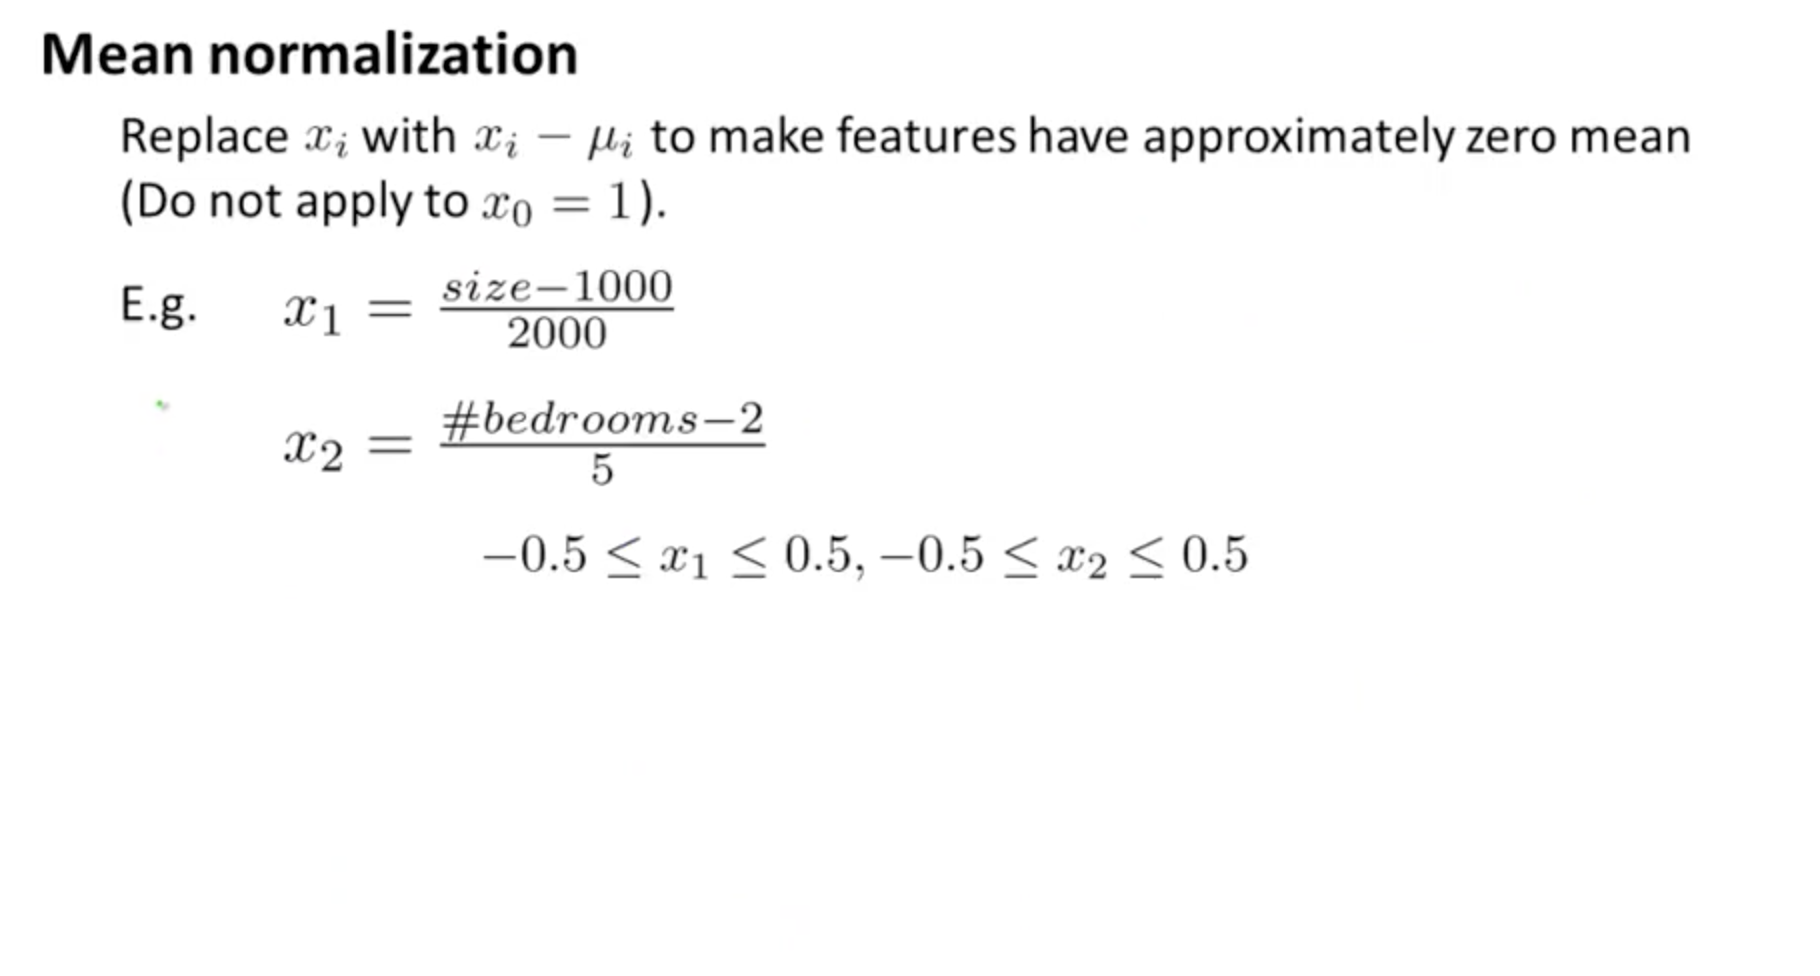 Mean normalization
Replace xᵢ with xᵢ − μᵢ to make features have approximately zero mean
(Do not apply to x₀ = 1).
E.g. x₁ = (size−1000)/2000
x₂ = (#bedrooms−2)/5
−0.5 ≤ x₁ ≤ 0.5, −0.5 ≤ x₂ ≤ 0.5